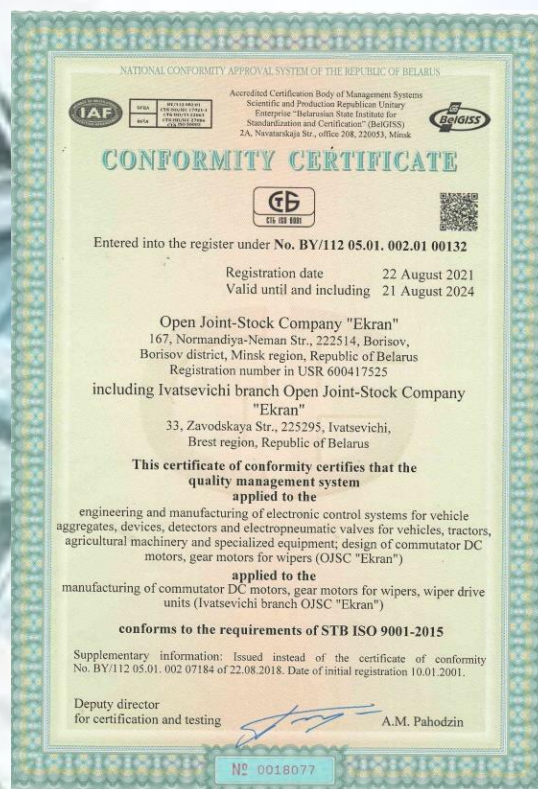 NATIONAL CONFORMITY APPROVAL SYSTEM OF THE REPUBLIC OF BELARUS
IAF
Accredited Certification Body of Management Systems
Scientific and Production Republican Unitary
Enterprise "Belarusian State Institute for
Standardization and Certification" (BelGISS)
2A, Navatarskaja Str., office 208, 220053, Minsk
BelGISS
CONFORMITY CERTIFICATE
СТБ ISO 9001
Entered into the register under No. BY/112 05.01. 002.01 00132
Registration date 22 August 2021
Valid until and including 21 August 2024
Open Joint-Stock Company "Ekran"
167, Normandiya-Neman Str., 222514, Borisov,
Borisov district, Minsk region, Republic of Belarus
Registration number in USR 600417525
including Ivatsevichi branch Open Joint-Stock Company
"Ekran"
33, Zavodskaya Str., 225295, Ivatsevichi,
Brest region, Republic of Belarus
This certificate of conformity certifies that the
quality management system
applied to the
engineering and manufacturing of electronic control systems for vehicle
aggregates, devices, detectors and electropneumatic valves for vehicles, tractors,
agricultural machinery and specialized equipment; design of commutator DC
motors, gear motors for wipers (OJSC "Ekran")
applied to the
manufacturing of commutator DC motors, gear motors for wipers, wiper drive
units (Ivatsevichi branch OJSC "Ekran")
conforms to the requirements of STB ISO 9001-2015
Supplementary information: Issued instead of the certificate of conformity
No. BY/112 05.01. 002 07184 of 22.08.2018. Date of initial registration 10.01.2001.
Deputy director
for certification and testing A.M. Pahodzin
№ 0018077